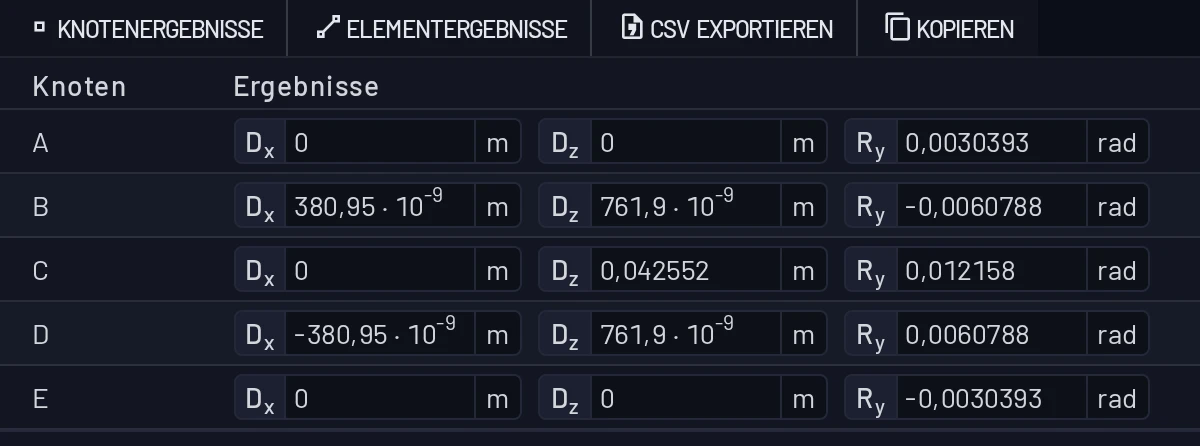 KNOTENERGEBNISSE ELEMENTERGEBNISSE CSV EXPORTIEREN KOPIEREN
Knoten Ergebnisse
A Dx 0 m Dz 0 m Ry 0,0030393 rad
B Dx 380,95 · 10^-9 m Dz 761,9 · 10^-9 m Ry -0,0060788 rad
C Dx 0 m Dz 0,042552 m Ry 0,012158 rad
D Dx -380,95 · 10^-9 m Dz 761,9 · 10^-9 m Ry 0,0060788 rad
E Dx 0 m Dz 0 m Ry -0,0030393 rad